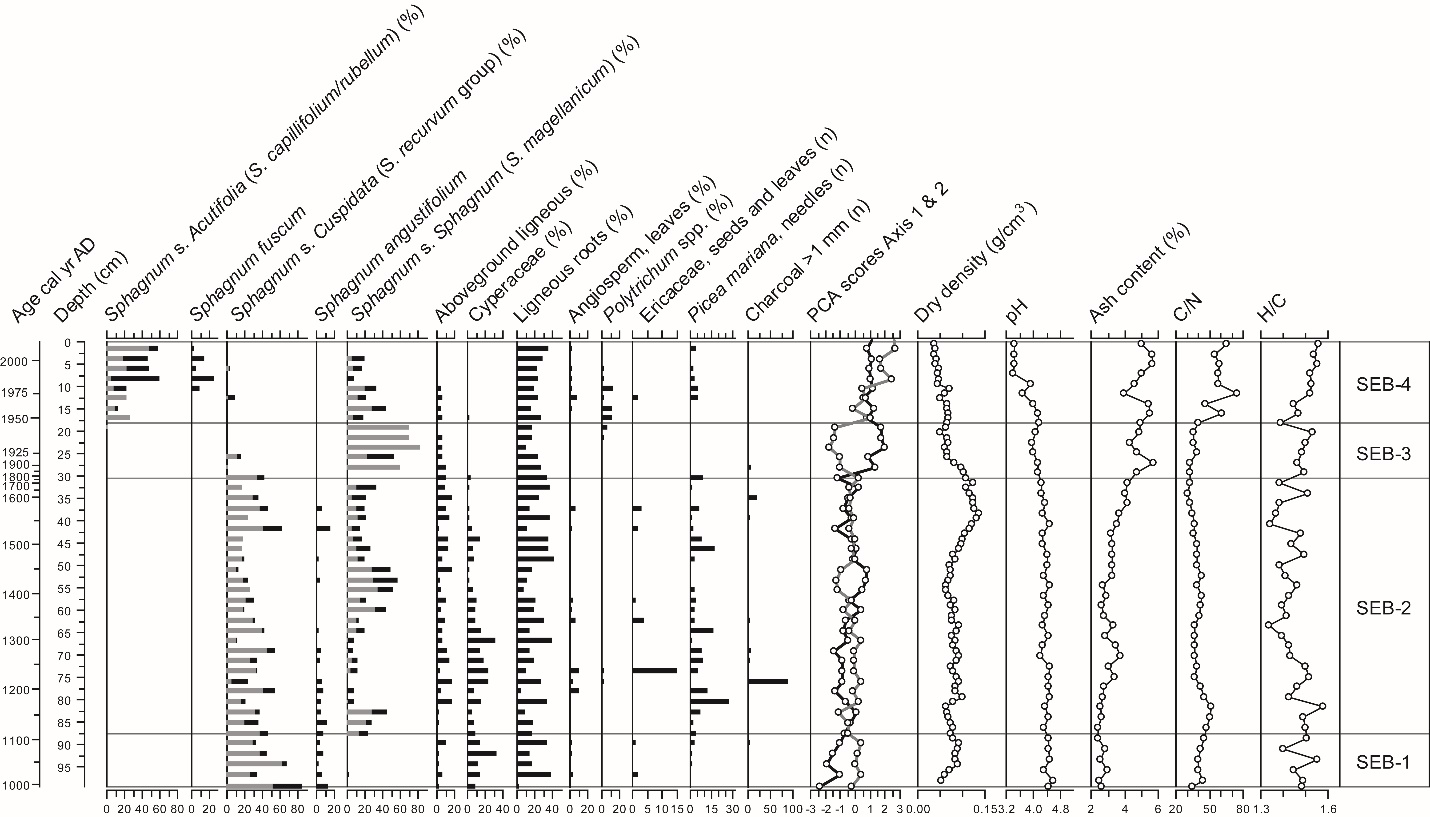 Age cal yr AD
Depth (cm)
Sphagnum s. Acutifolia (S. capillifolium/rubellum) (%)
Sphagnum fuscum
Sphagnum s. Cuspidata (S. recurvum group) (%)
Sphagnum angustifolium
Sphagnum s. Sphagnum (S. magellanicum) (%)
Aboveground ligneous (%)
Cyperaceae (%)
Ligneous roots (%)
Angiosperm, leaves (%)
Polytrichum spp. (%)
Ericaceae, seeds and leaves (n)
Picea mariana, needles (n)
Charcoal > 1 mm (n)
PCA scores Axis 1 & 2
Dry density (g/cm³)
pH
Ash content (%)
C/N
H/C
2000
1975
1950
1925
1900
1800
1700
1600
1500
1400
1300
1200
1100
1000
0
5
10
15
20
25
30
35
40
45
50
55
60
65
70
75
80
85
90
95
SEB-4
SEB-3
SEB-2
SEB-1
0 20 40 60 80 0 20 0 20 40 60 80 0 20 0 20 40 60 80 0 20 0 20 40 0 20 40 0 20 0 20 0 5 10 15 0 15 30 0 50 100 -3 -2 -1 1 2 3 0.00 0.15 3.2 4.0 4.8 2 4 6 20 50 80 1.3 1.6